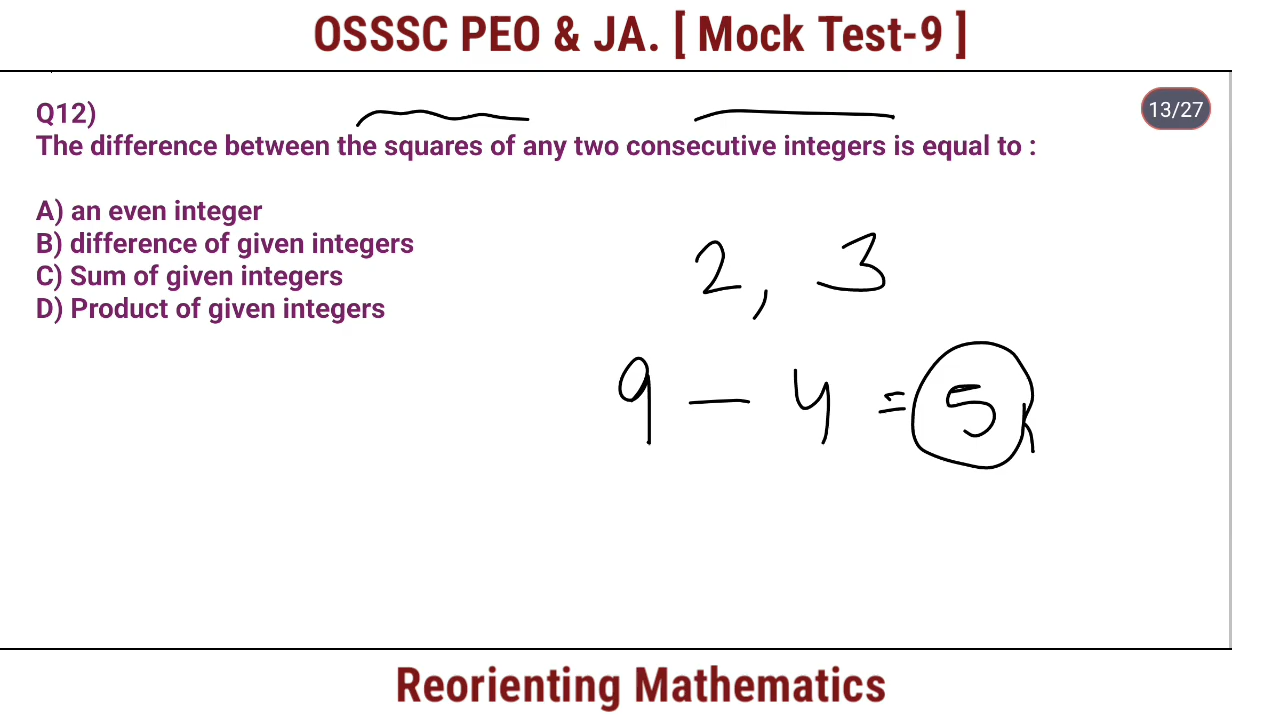 OSSSC PEO & JA. [ Mock Test-9 ]
13/27
Q12)
The difference between the squares of any two consecutive integers is equal to :
A) an even integer
B) difference of given integers
C) Sum of given integers
D) Product of given integers
2, 3
9 - 4 = 5
Reorienting Mathematics